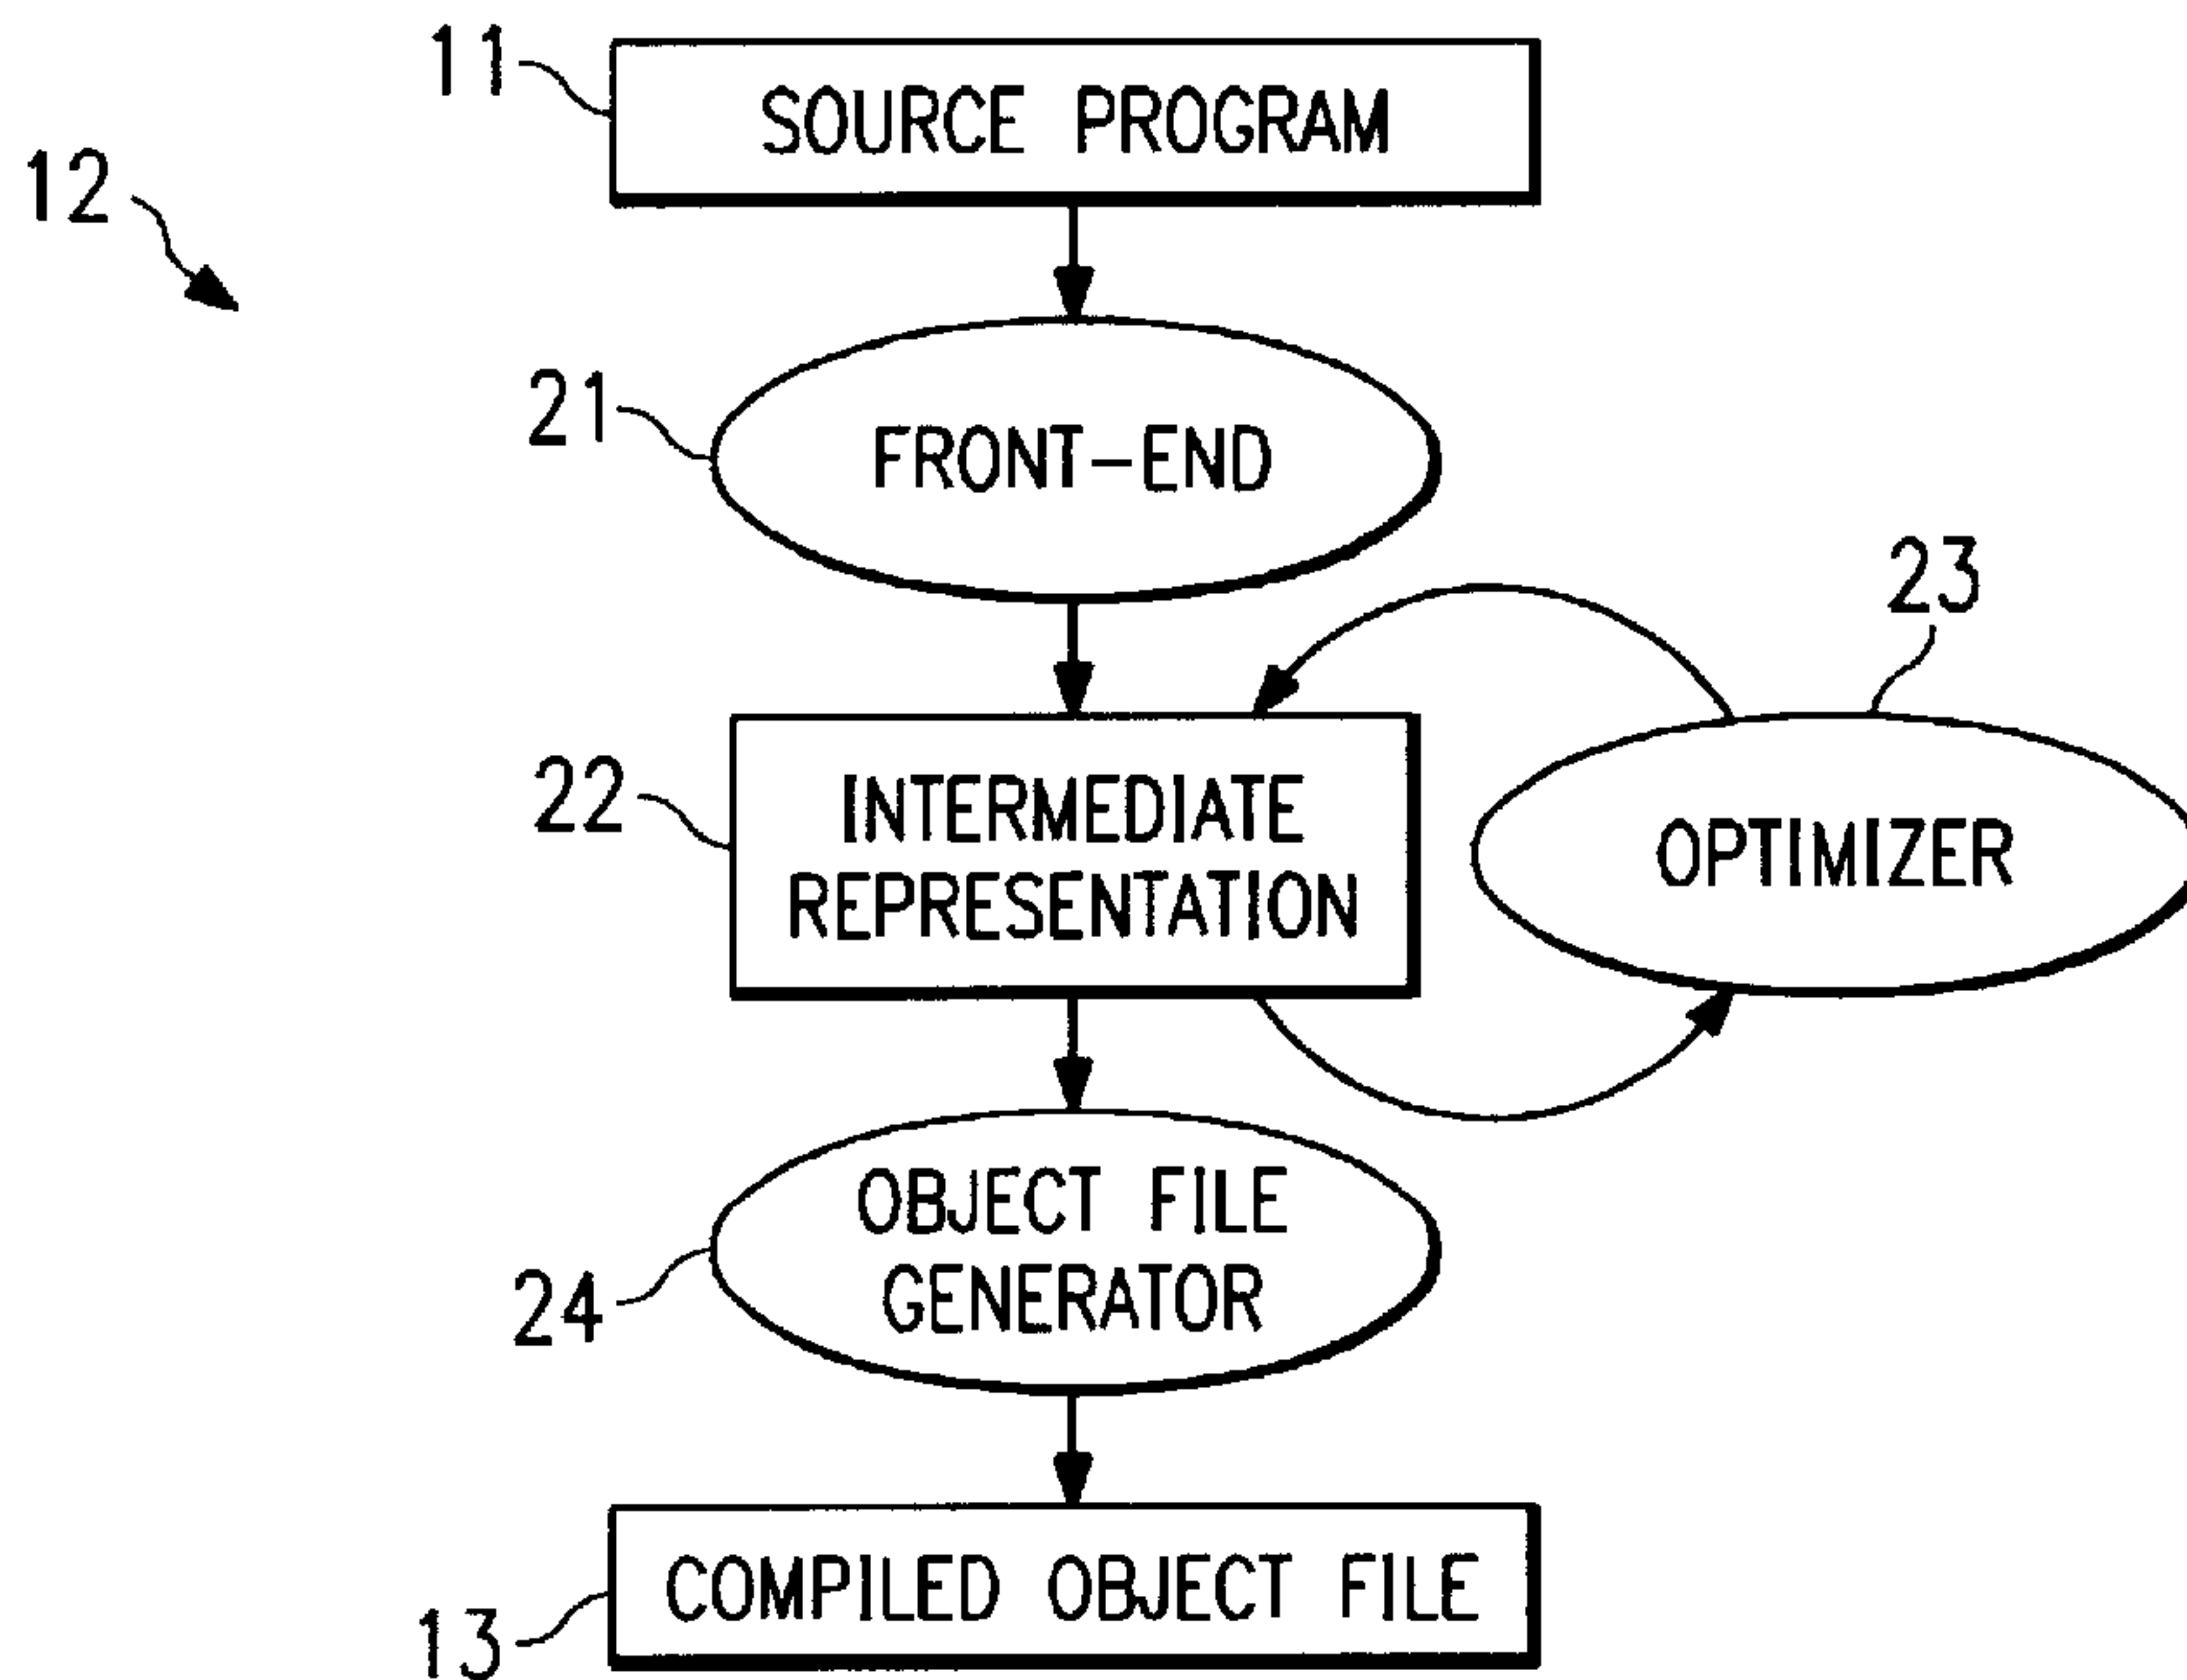 11
SOURCE PROGRAM
12
21
FRONT-END
23
22
INTERMEDIATE
REPRESENTATION
OPTIMIZER
OBJECT FILE
GENERATOR
24
COMPILED OBJECT FILE
13